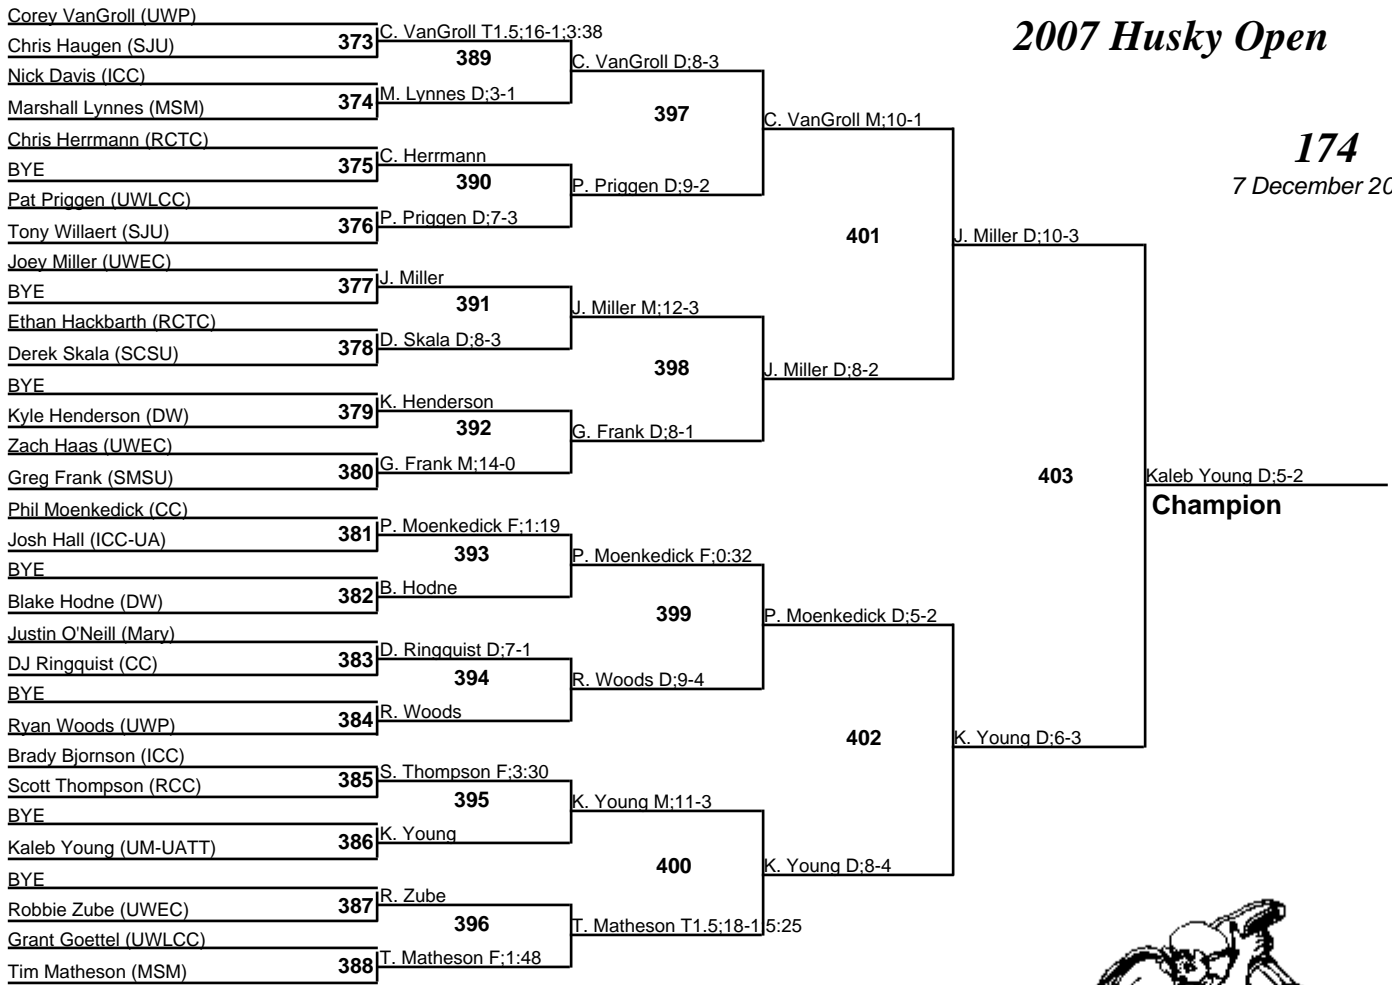 2007 Husky Open
174
7 December 20
Corey VanGroll (UWP)
Chris Haugen (SJU)
Nick Davis (ICC)
Marshall Lynnes (MSM)
Chris Herrmann (RCTC)
BYE
Pat Priggen (UWLCC)
Tony Willaert (SJU)
Joey Miller (UWEC)
BYE
Ethan Hackbarth (RCTC)
Derek Skala (SCSU)
BYE
Kyle Henderson (DW)
Zach Haas (UWEC)
Greg Frank (SMSU)
Phil Moenkedick (CC)
Josh Hall (ICC-UA)
BYE
Blake Hodne (DW)
Justin O'Neill (Mary)
DJ Ringquist (CC)
BYE
Ryan Woods (UWP)
Brady Bjornson (ICC)
Scott Thompson (RCC)
BYE
Kaleb Young (UM-UATT)
BYE
Robbie Zube (UWEC)
Grant Goettel (UWLCC)
Tim Matheson (MSM)
373 C. VanGroll T1.5;16-1;3:38
389
374 M. Lynnes D;3-1
375 C. Herrmann
390
376 P. Priggen D;7-3
377 J. Miller
391
378 D. Skala D;8-3
379 K. Henderson
392
380 G. Frank M;14-0
381 P. Moenkedick F;1:19
393
382 B. Hodne
383 D. Ringquist D;7-1
394
384 R. Woods
385 S. Thompson F;3:30
395
386 K. Young
387 R. Zube
396
388 T. Matheson F;1:48
C. VanGroll D;8-3
397
P. Priggen D;9-2
J. Miller M;12-3
398
G. Frank D;8-1
P. Moenkedick F;0:32
399
R. Woods D;9-4
K. Young M;11-3
400
T. Matheson T1.5;18-1;5:25
C. VanGroll M;10-1
401
J. Miller D;8-2
P. Moenkedick D;5-2
402
K. Young D;8-4
J. Miller D;10-3
403
K. Young D;6-3
Kaleb Young D;5-2
Champion